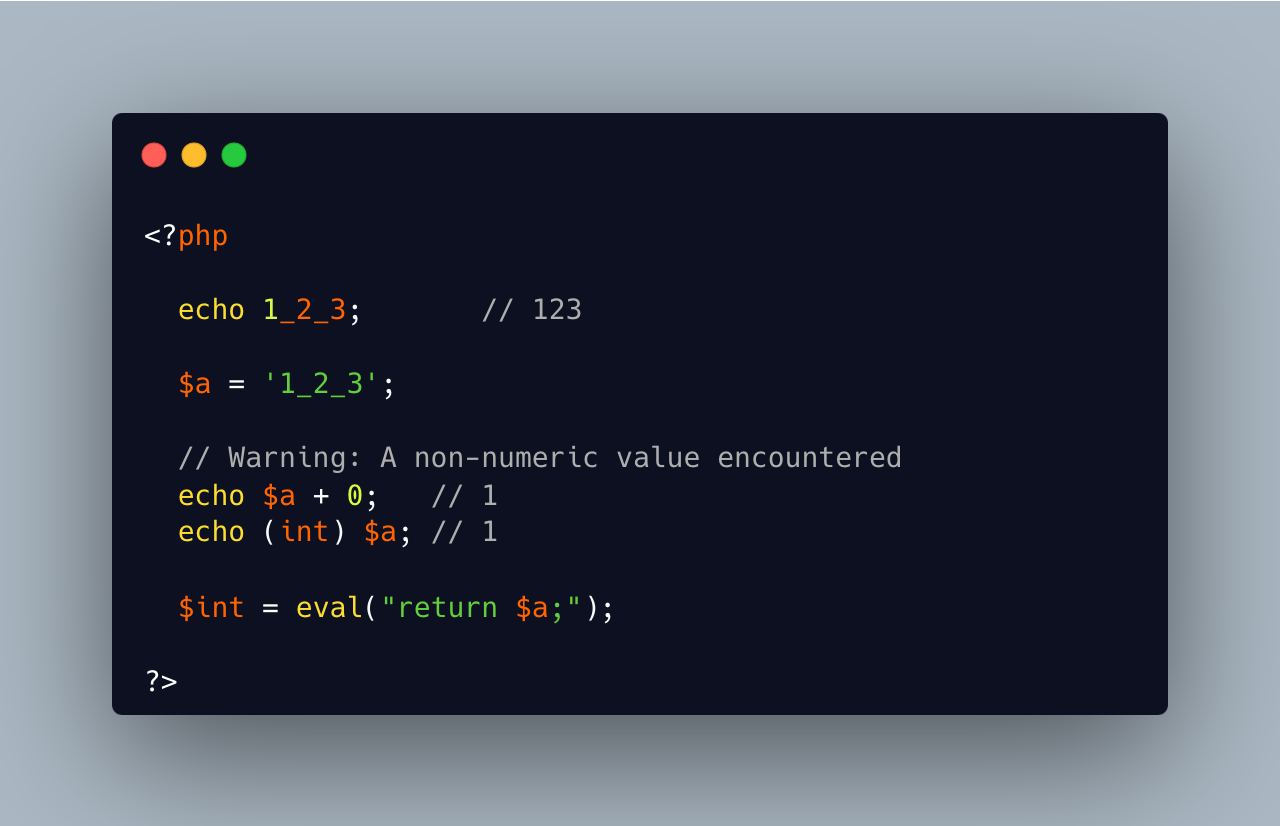 <?php
echo 1_2_3;       // 123
$a = '1_2_3';
// Warning: A non-numeric value encountered
echo $a + 0;   // 1
echo (int) $a; // 1
$int = eval("return $a;");
?>